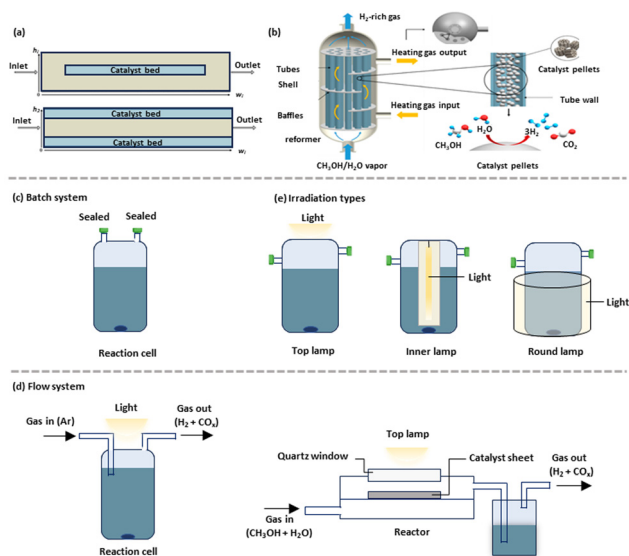 (a)
h₁
Inlet
Catalyst bed
Outlet
w₁
h₂
Catalyst bed
Inlet
Outlet
Catalyst bed
(b)
H₂-rich gas
Heating gas output
Tubes
Shell
Baffles
reformer
Heating gas input
CH₃OH/H₂O vapor
Catalyst pellets
Tube wall
H₂O
CH₃OH
3H₂
CO₂
Catalyst pellets
(c) Batch system
Sealed Sealed
Reaction cell
(e) Irradiation types
Light
Top lamp
Light
Inner lamp
Light
Round lamp
(d) Flow system
Light
Gas in (Ar)
Gas out
(H₂ + COₓ)
Reaction cell
Top lamp
Quartz window
Catalyst sheet
Gas out
(H₂ + COₓ)
Gas in
(CH₃OH + H₂O)
Reactor